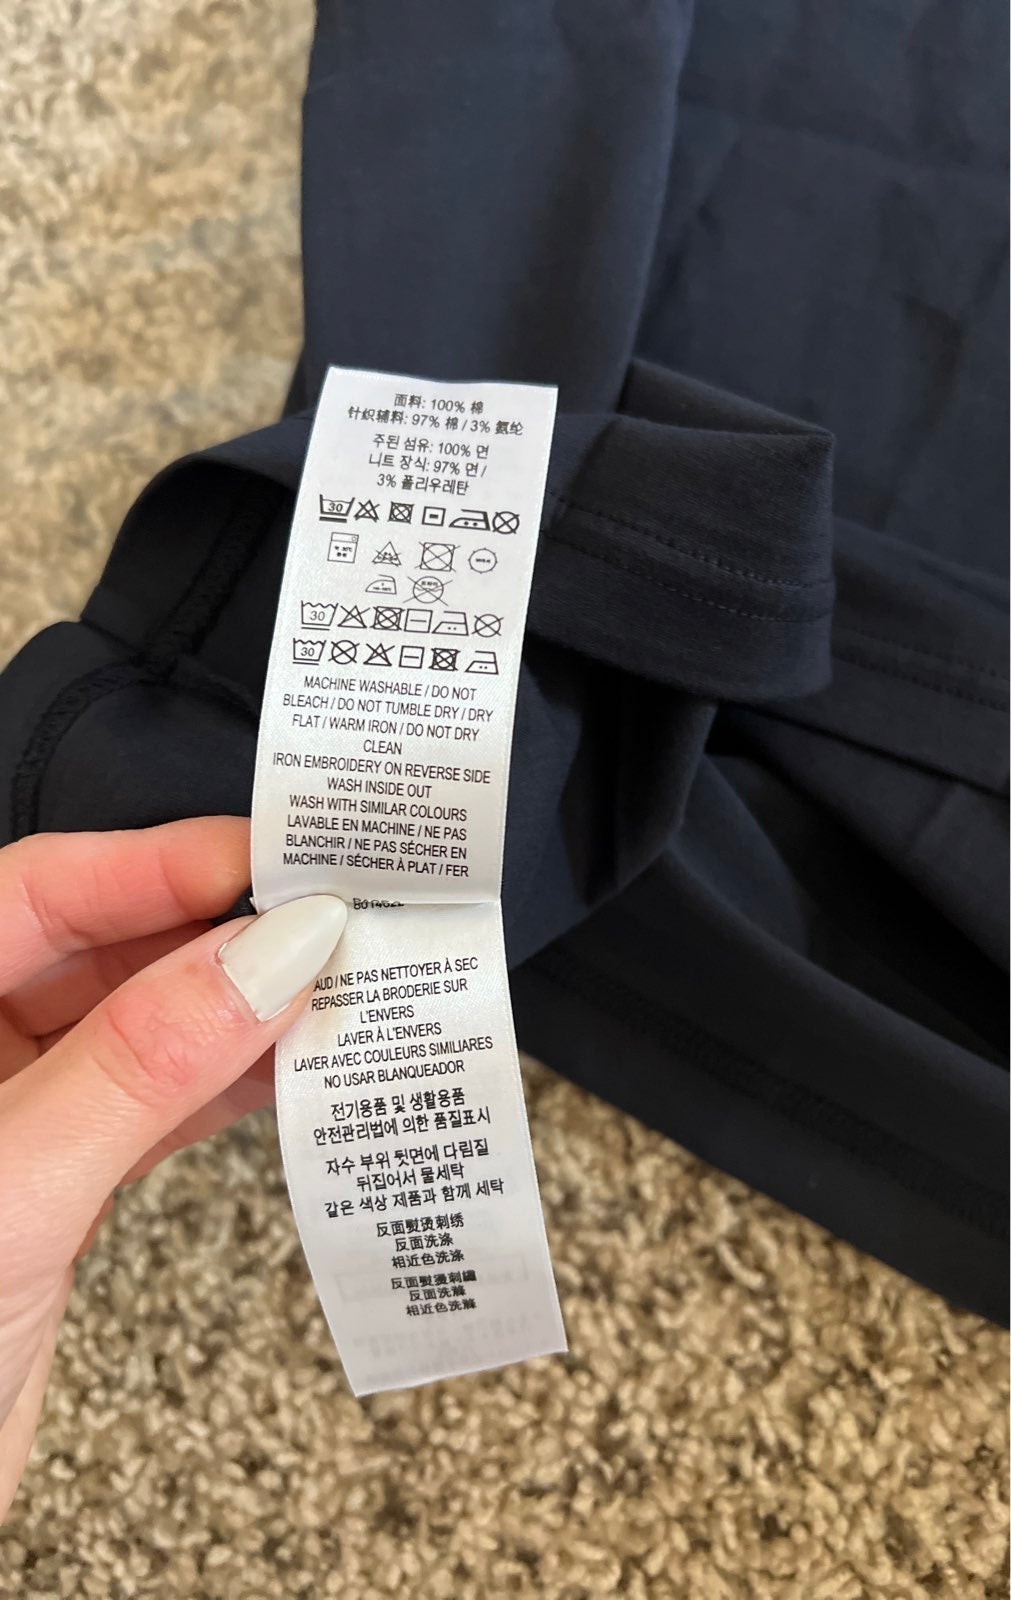 面料: 100% 棉
针织辅料: 97% 棉 / 3% 氨纶
주된 섬유: 100% 면
니트 장식: 97% 면 /
3% 폴리우레탄
30
30
30
MACHINE WASHABLE / DO NOT
BLEACH / DO NOT TUMBLE DRY / DRY
FLAT / WARM IRON / DO NOT DRY
CLEAN
IRON EMBROIDERY ON REVERSE SIDE
WASH INSIDE OUT
WASH WITH SIMILAR COLOURS
LAVABLE EN MACHINE / NE PAS
BLANCHIR / NE PAS SÉCHER EN
MACHINE / SÉCHER À PLAT / FER
AUD / NE PAS NETTOYER À SEC
REPASSER LA BRODERIE SUR
L'ENVERS
LAVER À L'ENVERS
LAVER AVEC COULEURS SIMILIARES
NO USAR BLANQUEADOR
전기용품 및 생활용품
안전관리법에 의한 품질표시
자수 부위 뒷면에 다림질
뒤집어서 물세탁
같은 색상 제품과 함께 세탁
反面熨烫刺绣
反面洗涤
相近色洗涤
反面熨燙刺繡
反面洗滌
相近色洗滌